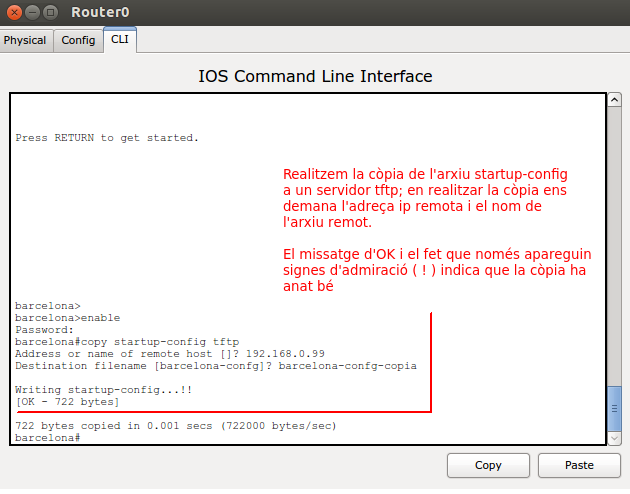 Router0
Physical Config CLI
IOS Command Line Interface
Press RETURN to get started.
Realitzem la còpia de l'arxiu startup-config
a un servidor tftp; en realitzar la còpia ens
demana l'adreça ip remota i el nom de
l'arxiu remot.
El missatge d'OK i el fet que només apareguin
signes d'admiració ( ! ) indica que la còpia ha
anat bé
barcelona>
barcelona>enable
Password:
barcelona#copy startup-config tftp
Address or name of remote host []? 192.168.0.99
Destination filename [barcelona-confg]? barcelona-confg-copia
Writing startup-config...!!
[OK - 722 bytes]
722 bytes copied in 0.001 secs (722000 bytes/sec)
barcelona#
Copy Paste